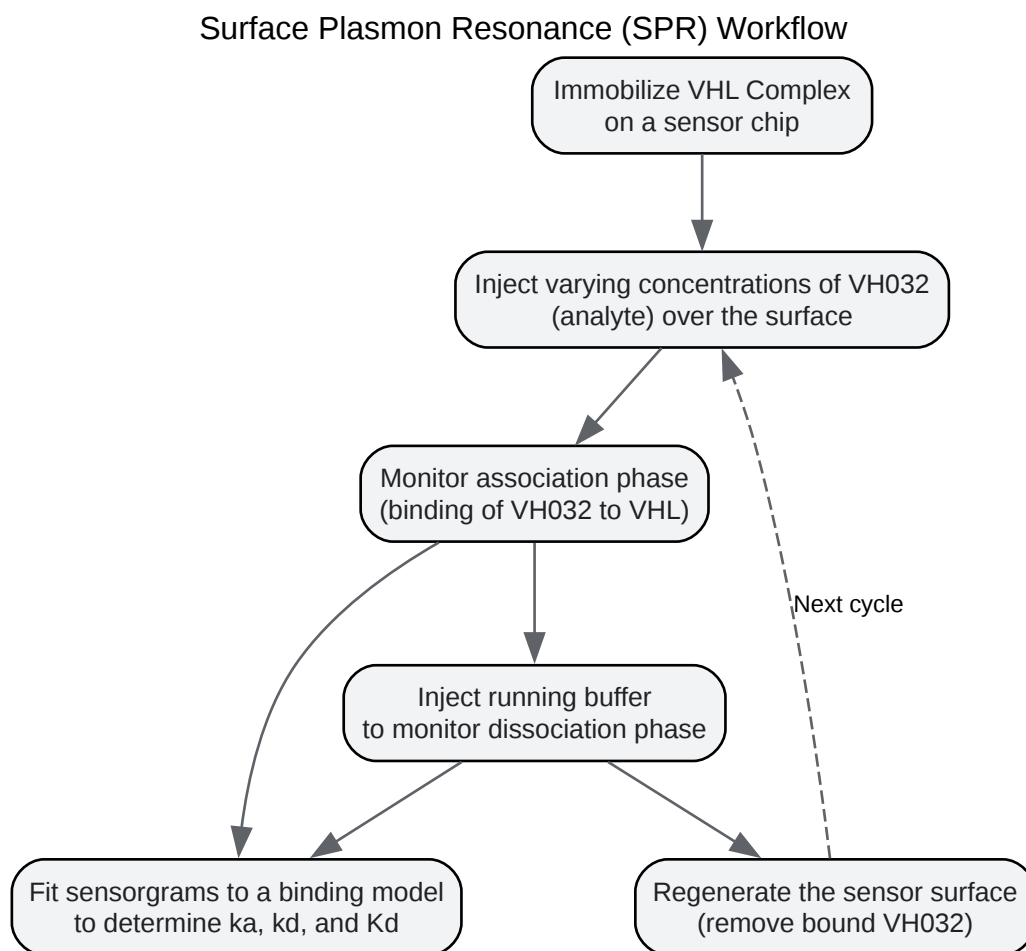 Surface Plasmon Resonance (SPR) Workflow
Immobilize VHL Complex
on a sensor chip
Inject varying concentrations of VH032
(analyte) over the surface
Monitor association phase
(binding of VH032 to VHL)
Next cycle
Inject running buffer
to monitor dissociation phase
Fit sensorgrams to a binding model
to determine ka, kd, and Kd
Regenerate the sensor surface
(remove bound VH032)